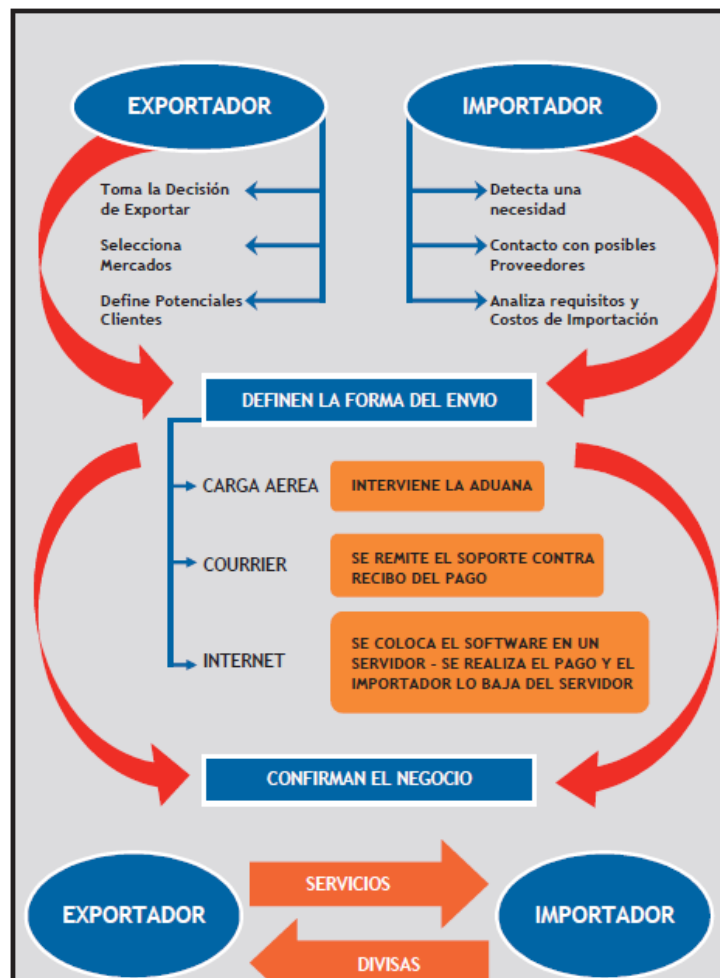 EXPORTADOR
IMPORTADOR
Toma la Decisión
de Exportar
Selecciona
Mercados
Define Potenciales
Clientes
Detecta una
necesidad
Contacto con posibles
Proveedores
Analiza requisitos y
Costos de Importación
DEFINEN LA FORMA DEL ENVIO
CARGA AEREA
INTERVIENE LA ADUANA
COURRIER
SE REMITE EL SOPORTE CONTRA
RECIBO DEL PAGO
INTERNET
SE COLOCA EL SOFTWARE EN UN
SERVIDOR - SE REALIZA EL PAGO Y EL
IMPORTADOR LO BAJA DEL SERVIDOR
CONFIRMAN EL NEGOCIO
EXPORTADOR
SERVICIOS
IMPORTADOR
DIVISAS